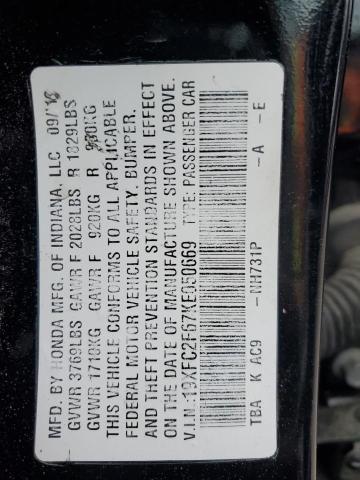 MFD. BY HONDA MFG. OF INDIANA, LLC 09/18
GVWR 3769LBS GAWR F 2028LBS R 1829LBS
GVWR 1710KG GAWR F 920KG R 830KG
THIS VEHICLE CONFORMS TO ALL APPLICABLE
FEDERAL MOTOR VEHICLE SAFETY, BUMPER,
AND THEFT PREVENTION STANDARDS IN EFFECT
ON THE DATE OF MANUFACTURE SHOWN ABOVE.
V.I.N: 19XFC2F67KE050669 TYPE: PASSENGER CAR
TBA K AC9 -NH731P -A -E